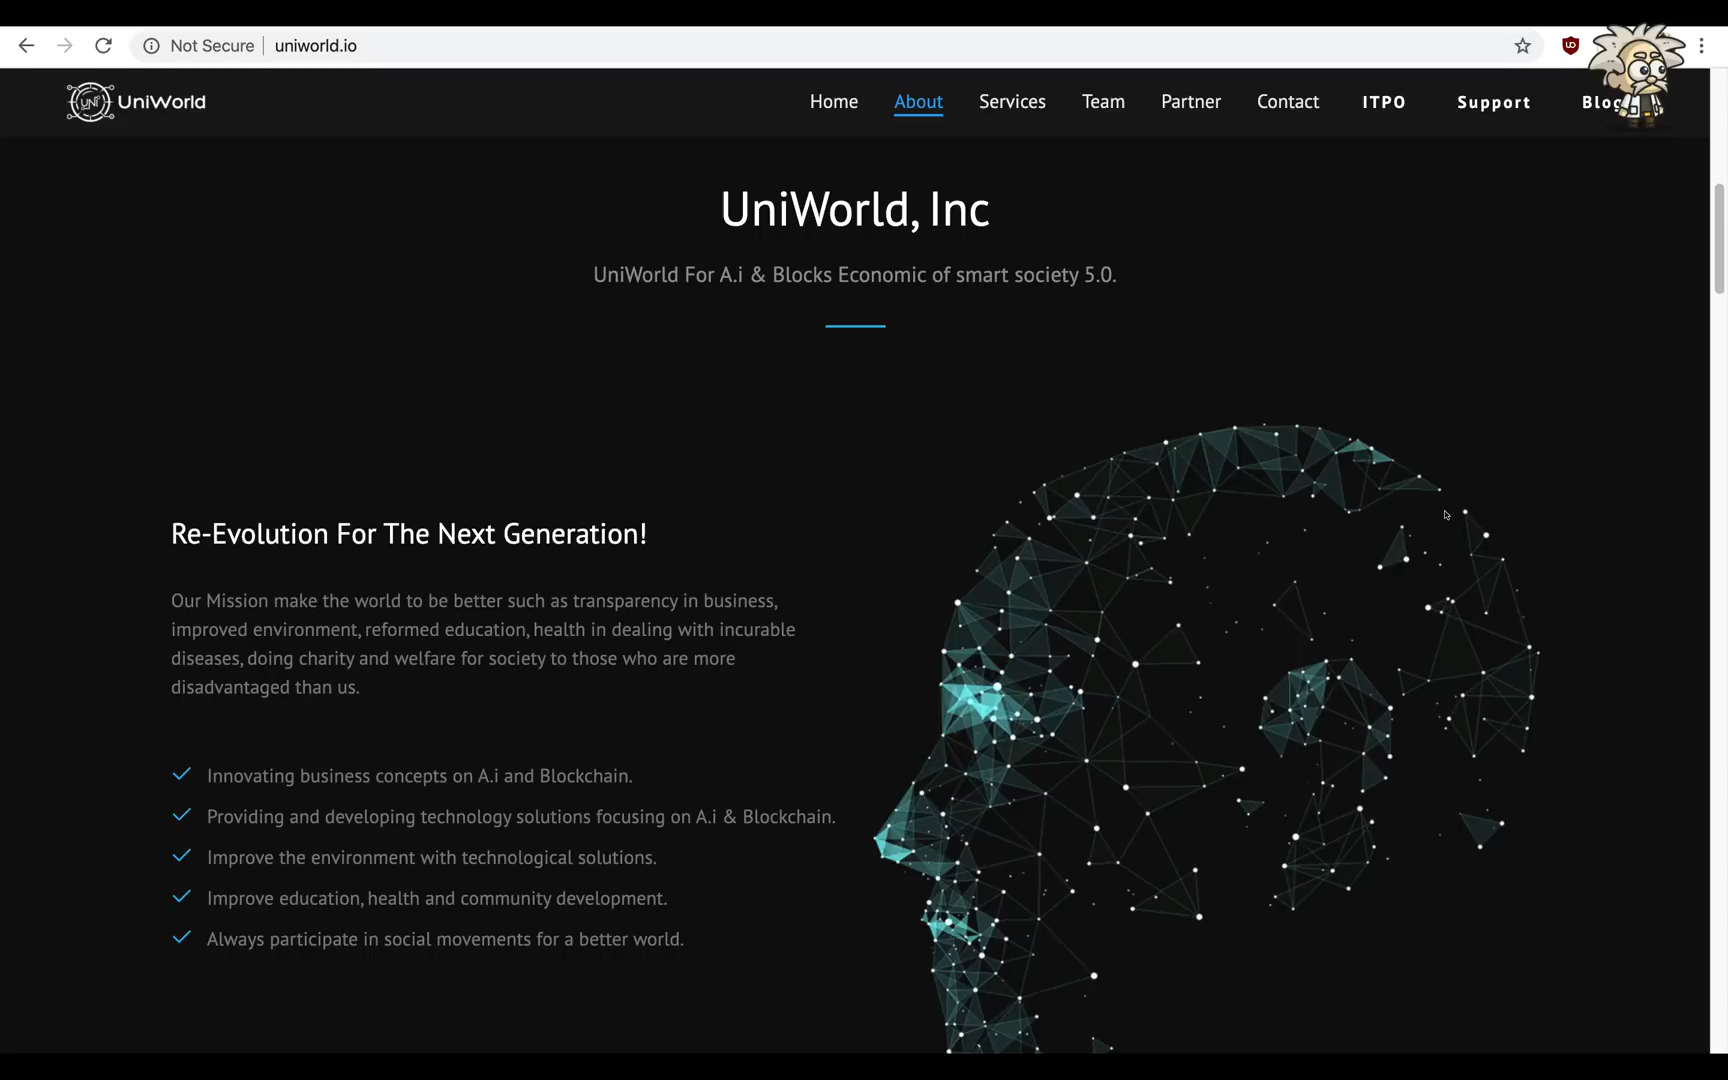 Not Secure
uniworld.io
UNI
UniWorld
Home
About
Services
Team
Partner
Contact
ITPO
Support
UniWorld, Inc
UniWorld For A.i & Blocks Economic of smart society 5.0.
Re-Evolution For The Next Generation!
Our Mission make the world to be better such as transparency in business,
improved environment, reformed education, health in dealing with incurable
diseases, doing charity and welfare for society to those who are more
disadvantaged than us.
Innovating business concepts on A.i and Blockchain.
Providing and developing technology solutions focusing on A.i & Blockchain.
Improve the environment with technological solutions.
Improve education, health and community development.
Always participate in social movements for a better world.